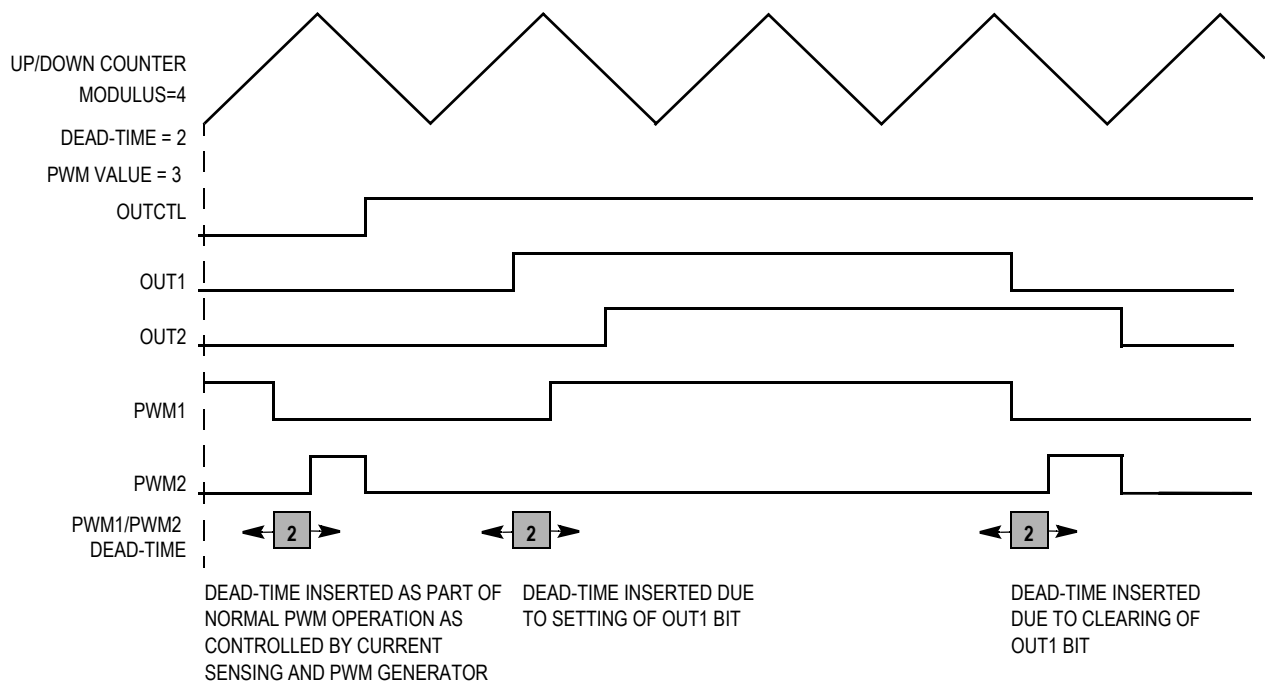 UP/DOWN COUNTER
MODULUS=4
DEAD-TIME = 2
PWM VALUE = 3
OUTCTL
OUT1
OUT2
PWM1
PWM2
PWM1/PWM2
DEAD-TIME
2
2
2
DEAD-TIME INSERTED AS PART OF
NORMAL PWM OPERATION AS
CONTROLLED BY CURRENT
SENSING AND PWM GENERATOR
DEAD-TIME INSERTED DUE
TO SETTING OF OUT1 BIT
DEAD-TIME INSERTED
DUE TO CLEARING OF
OUT1 BIT